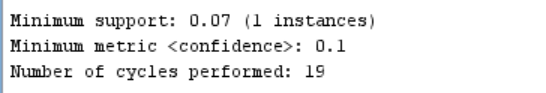 Minimum support: 0.07 (1 instances)
Minimum metric <confidence>: 0.1
Number of cycles performed: 19